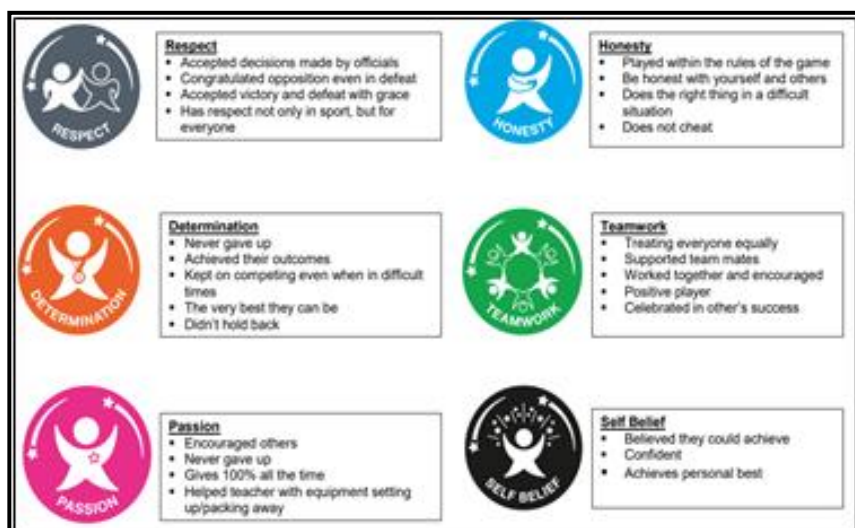 RESPECT
Respect
Accepted decisions made by officials
Congratulated opposition even in defeat
Accepted victory and defeat with grace
Has respect not only in sport, but for
everyone
HONESTY
Honesty
Played within the rules of the game
Be honest with yourself and others
Does the right thing in a difficult
situation
Does not cheat
DETERMINATION
Determination
Never gave up
Achieved their outcomes
Kept on competing even when in difficult
times
The very best they can be
Didn't hold back
TEAMWORK
Teamwork
Treating everyone equally
Supported team mates
Worked together and encouraged
Positive player
Celebrated in other's success
PASSION
Passion
Encouraged others
Never gave up
Gives 100% all the time
Helped teacher with equipment setting
up/packing away
SELF BELIEF
Self Belief
Believed they could achieve
Confident
Achieves personal best